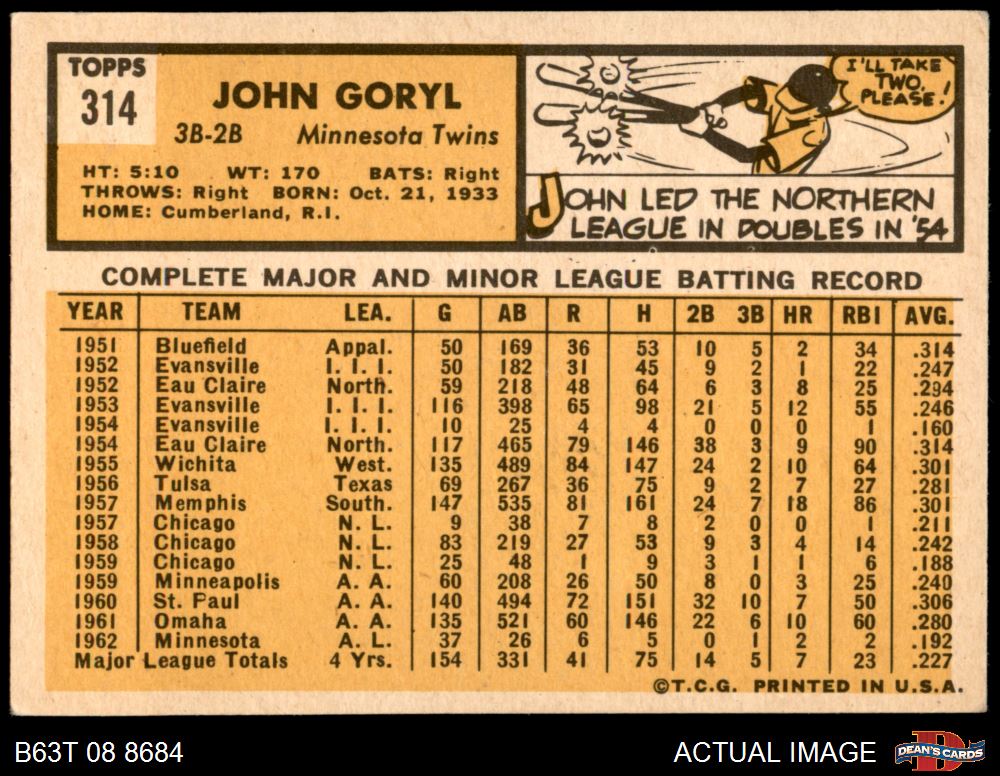 TOPPS
314
JOHN GORYL
3B-2B Minnesota Twins
HT: 5:10 WT: 170 BATS: Right
THROWS: Right BORN: Oct. 21, 1933
HOME: Cumberland, R.I.
I'LL TAKE
TWO,
PLEASE!
JOHN LED THE NORTHERN
LEAGUE IN DOUBLES IN '54
COMPLETE MAJOR AND MINOR LEAGUE BATTING RECORD
YEAR TEAM LEA. G AB R H 2B 3B HR RBI AVG.
1951 Bluefield Appal. 50 169 36 53 10 5 2 34 .314
1952 Evansville I. I. I. 50 182 31 45 9 2 1 22 .247
1952 Eau Claire North. 59 218 48 64 6 3 8 25 .294
1953 Evansville I. I. I. 116 398 65 98 21 5 12 55 .246
1954 Evansville I. I. I. 10 25 4 4 0 0 0 1 .160
1954 Eau Claire North. 117 465 79 146 38 3 9 90 .314
1955 Wichita West. 135 489 84 147 24 2 10 64 .301
1956 Tulsa Texas 69 267 36 75 9 2 7 27 .281
1957 Memphis South. 147 535 81 161 24 7 18 86 .301
1957 Chicago N. L. 9 38 7 8 2 0 0 1 .211
1958 Chicago N. L. 83 219 27 53 9 3 4 14 .242
1959 Chicago N. L. 25 48 1 9 3 1 1 6 .188
1959 Minneapolis A. A. 60 208 26 50 8 0 3 25 .240
1960 St. Paul A. A. 140 494 72 151 32 10 7 50 .306
1961 Omaha A. A. 135 521 60 146 22 6 10 60 .280
1962 Minnesota A. L. 37 26 6 5 0 1 2 2 .192
Major League Totals 4 Yrs. 154 331 41 75 14 5 7 23 .227
©T.C.G. PRINTED IN U.S.A.
B63T 08 8684 ACTUAL IMAGE DEAN'S CARDS